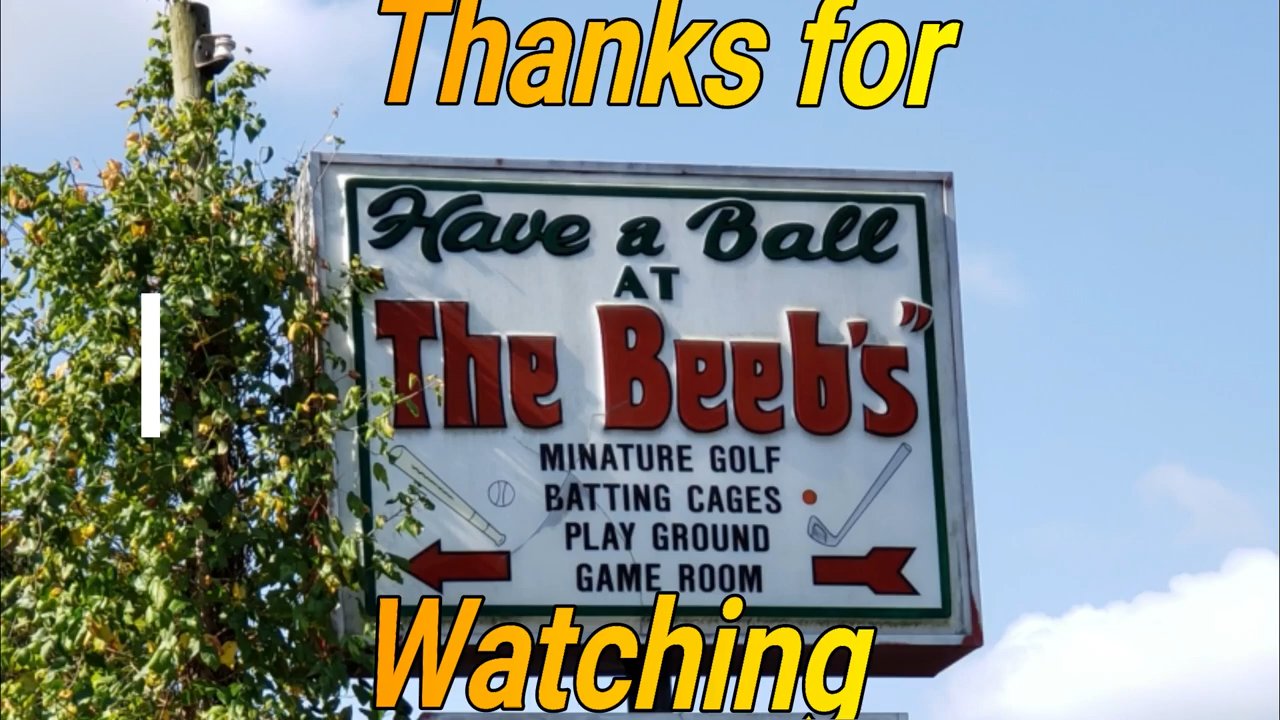 Thanks for
Have a Ball
AT
The Beeb's"
MINATURE GOLF
BATTING CAGES
PLAY GROUND
GAME ROOM
Watching